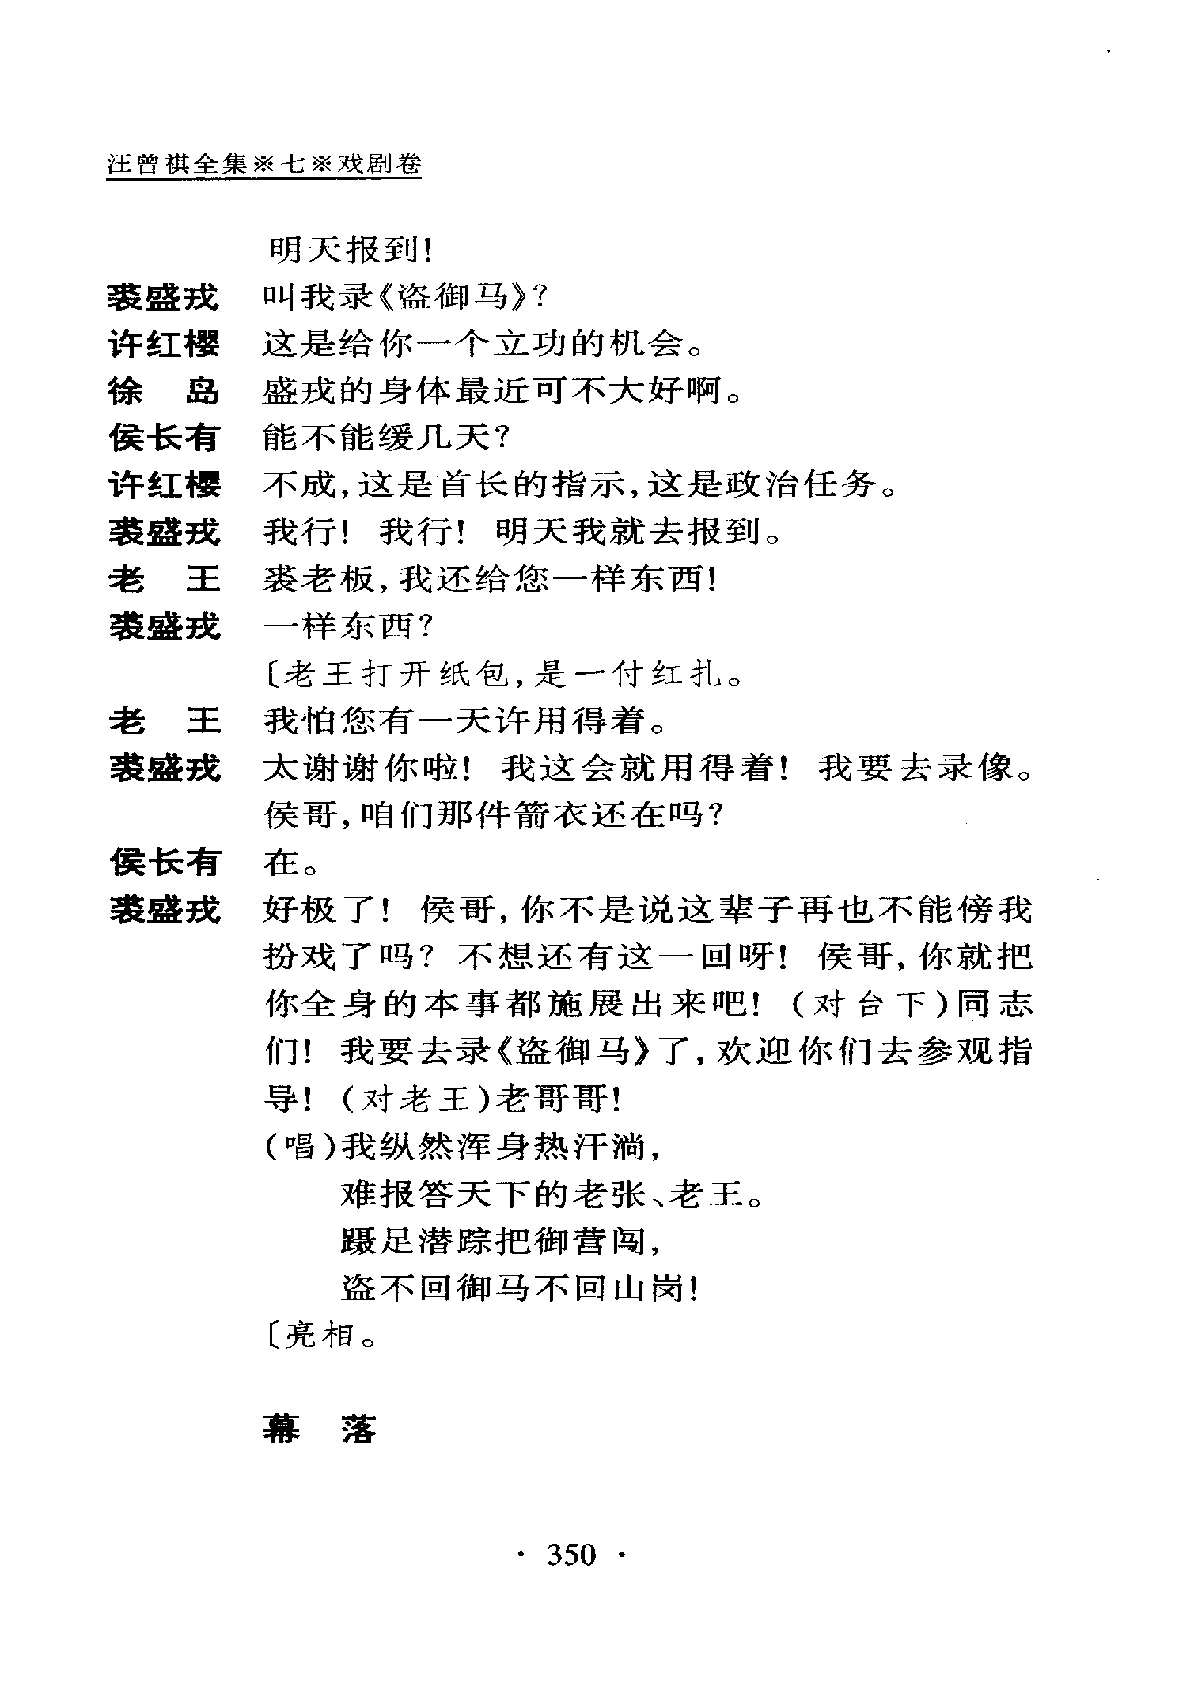 汪曾祺全集※七※戏剧卷
明天报到！
裘盛戎 叫我录《盗御马》？
许红樱 这是给你一个立功的机会。
徐 岛 盛戎的身体最近可不大好啊。
侯长有 能不能缓几天？
许红樱 不成，这是首长的指示，这是政治任务。
裘盛戎 我行！我行！明天我就去报到。
老 王 裘老板，我还给您一样东西！
裘盛戎 一样东西？
〔老王打开纸包，是一付红扎。
老 王 我怕您有一天许用得着。
裘盛戎 太谢谢你啦！我这会就用得着！我要去录像。
侯哥，咱们那件箭衣还在吗？
侯长有 在。
裘盛戎 好极了！侯哥，你不是说这辈子再也不能傍我
扮戏了吗？不想还有这一回呀！侯哥，你就把
你全身的本事都施展出来吧！（对台下）同志
们！我要去录《盗御马》了，欢迎你们去参观指
导！（对老王）老哥哥！
（唱）我纵然浑身热汗淌，
难报答天下的老张、老王。
蹑足潜踪把御营闯，
盗不回御马不回山岗！
〔亮相。
幕 落
· 350 ·